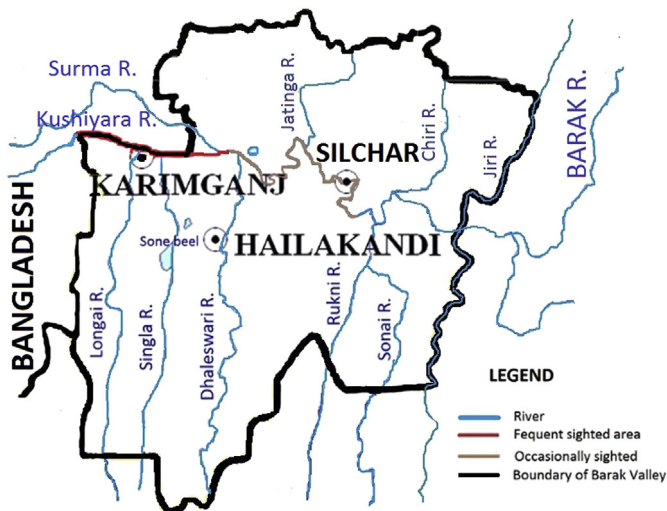 Surma R.
Kushiyara R.
Jatinga R.
Chiri R.
BARAK R.
SILCHAR
Jiri R.
KARIMGANJ
BANGLADESH
Sone beel
HAILAKANDI
Longai R.
Singla R.
Dhaleswari R.
Rukni R.
Sonai R.
LEGEND
River
Fequent sighted area
Occasionally sighted
Boundary of Barak Valley